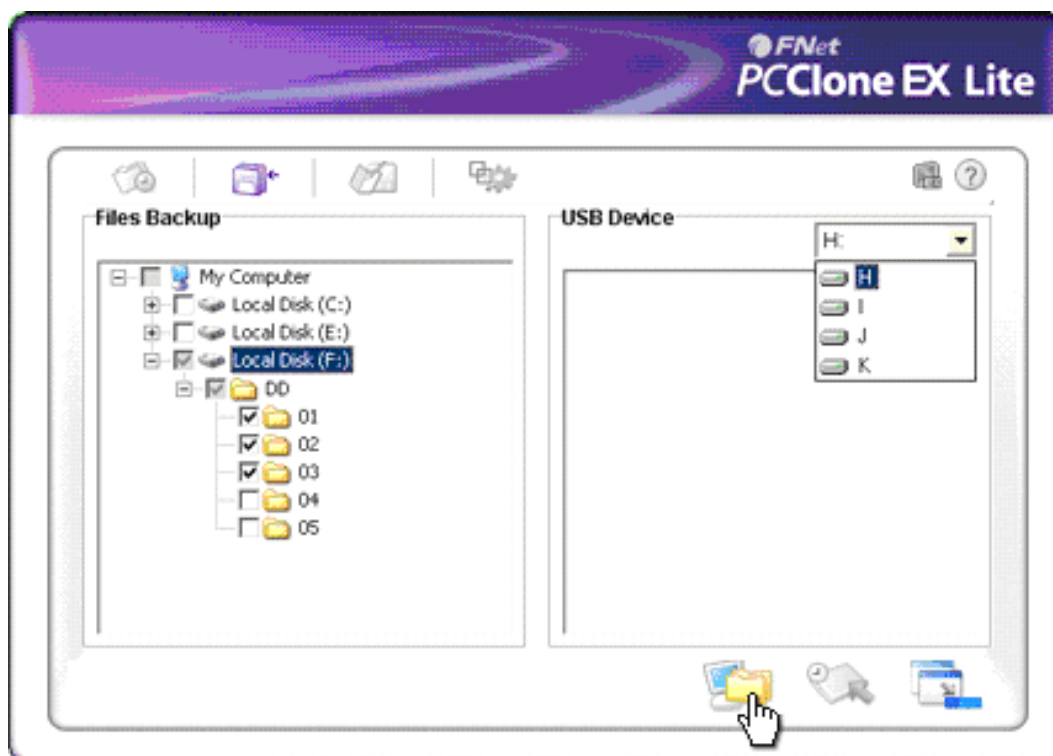 FNet
PCClone EX Lite
Files Backup
USB Device
H:
My Computer
H
Local Disk (C:)
I
Local Disk (E:)
J
Local Disk (F:)
K
DD
01
02
03
04
05